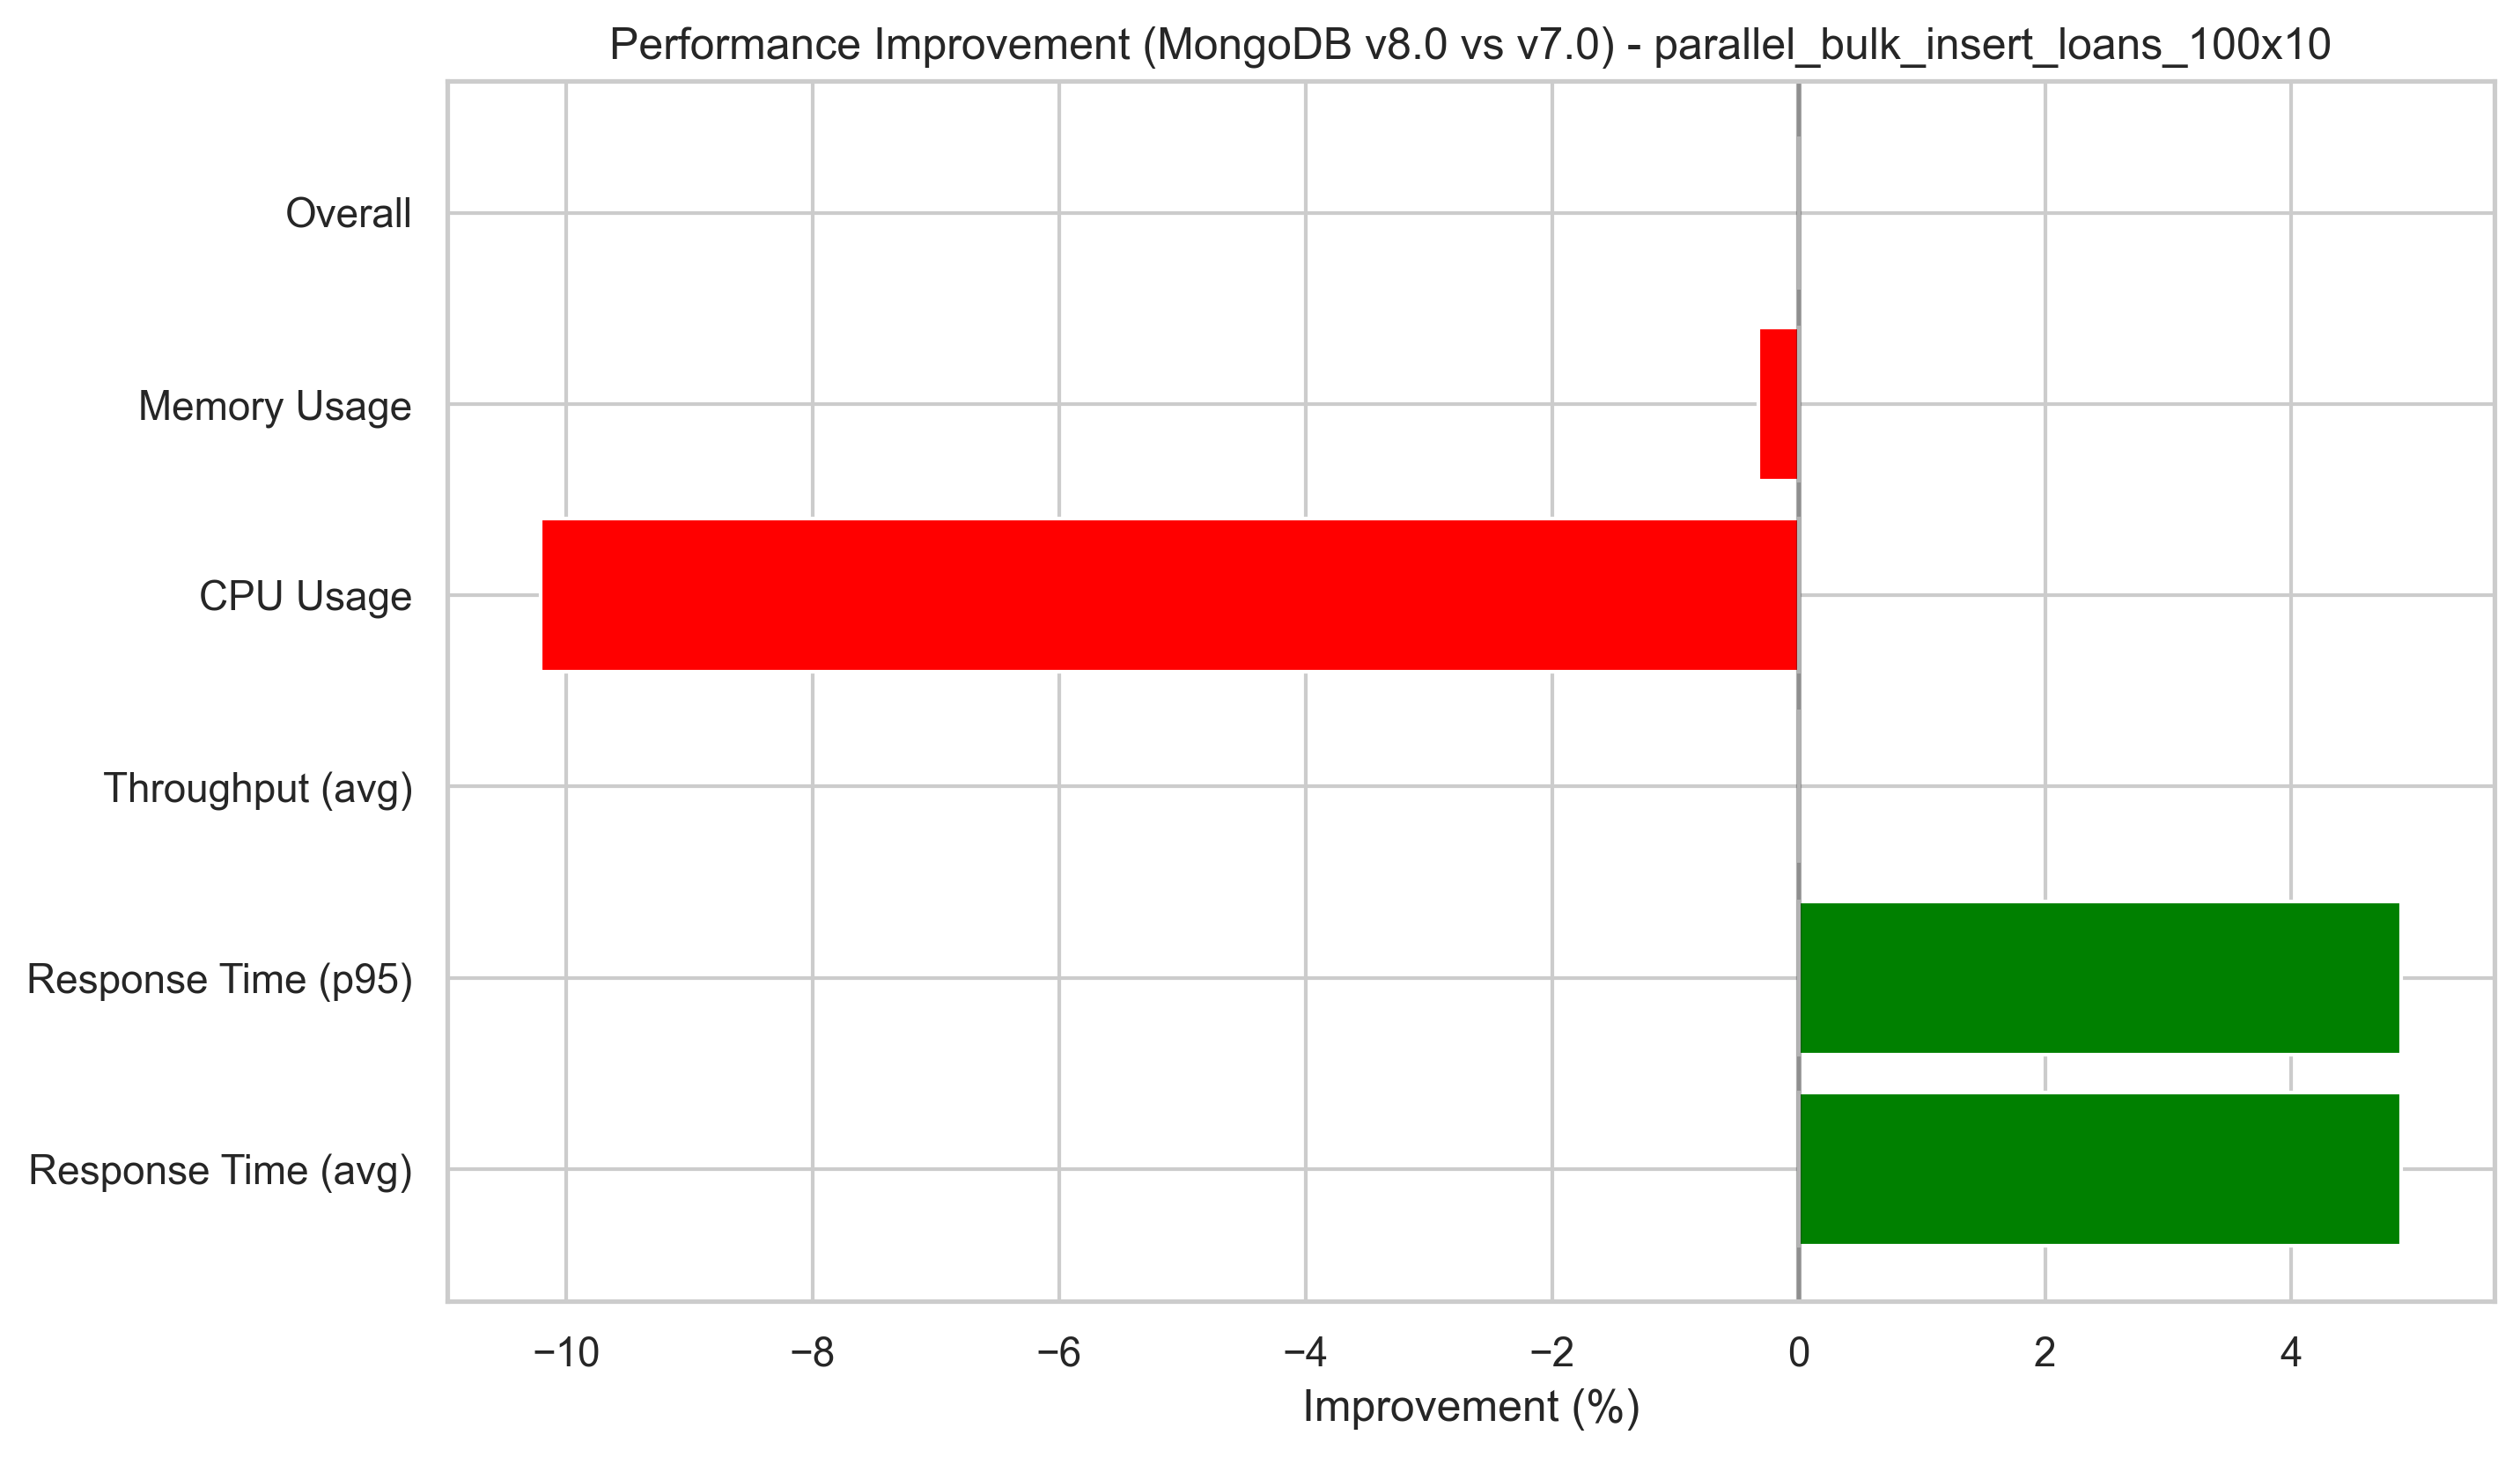 Performance Improvement (MongoDB v8.0 vs v7.0) - parallel_bulk_insert_loans_100x10
Overall
Memory Usage
CPU Usage
Throughput (avg)
Response Time (p95)
Response Time (avg)
−10 −8 −6 −4 −2 0 2 4
Improvement (%)